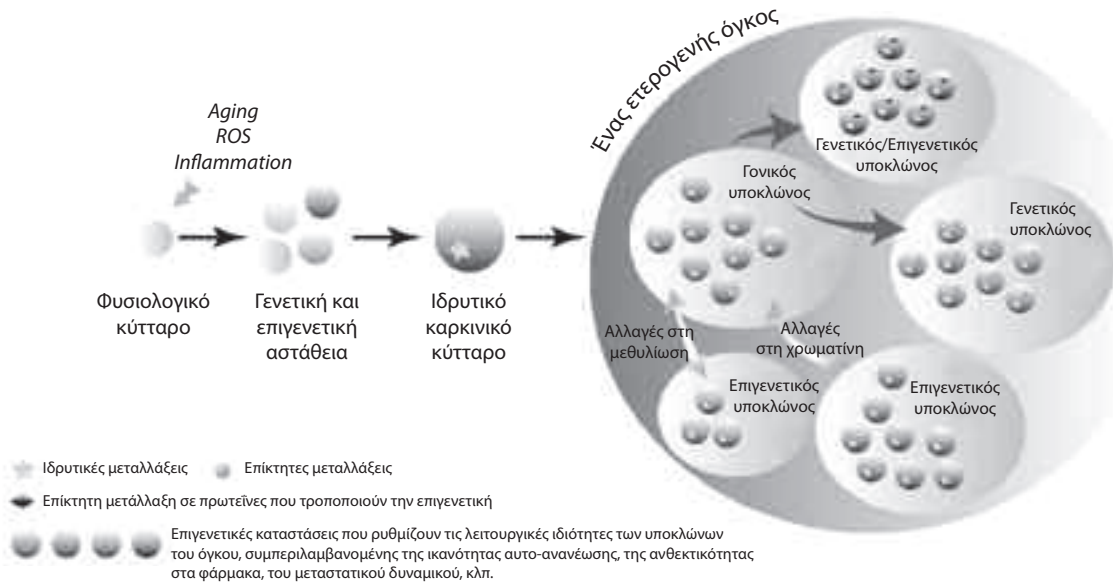 Ένας ετερογενής όγκος
Aging
ROS
Inflammation
Φυσιολογικό
κύτταρο
Γενετική και
επιγενετική
αστάθεια
Ιδρυτικό
καρκινικό
κύτταρο
Γενετικός/Επιγενετικός
υποκλώνος
Γονικός
υποκλώνος
Γενετικός
υποκλώνος
Αλλαγές στη
μεθυλίωση
Αλλαγές
στη χρωματίνη
Επιγενετικός
υποκλώνος
Επιγενετικός
υποκλώνος
Ιδρυτικές μεταλλάξεις
Επίκτητες μεταλλάξεις
Επίκτητη μετάλλαξη σε πρωτεΐνες που τροποποιούν την επιγενετική
Επιγενετικές καταστάσεις που ρυθμίζουν τις λειτουργικές ιδιότητες των υποκλώνων
του όγκου, συμπεριλαμβανομένης της ικανότητας αυτο-ανανέωσης, της ανθεκτικότητας
στα φάρμακα, του μεταστατικού δυναμικού, κλπ.